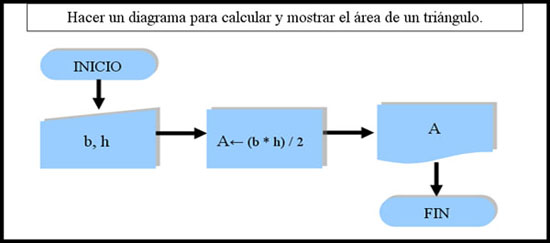 Hacer un diagrama para calcular y mostrar el área de un triángulo.
INICIO
b, h
A← (b * h) / 2
A
FIN